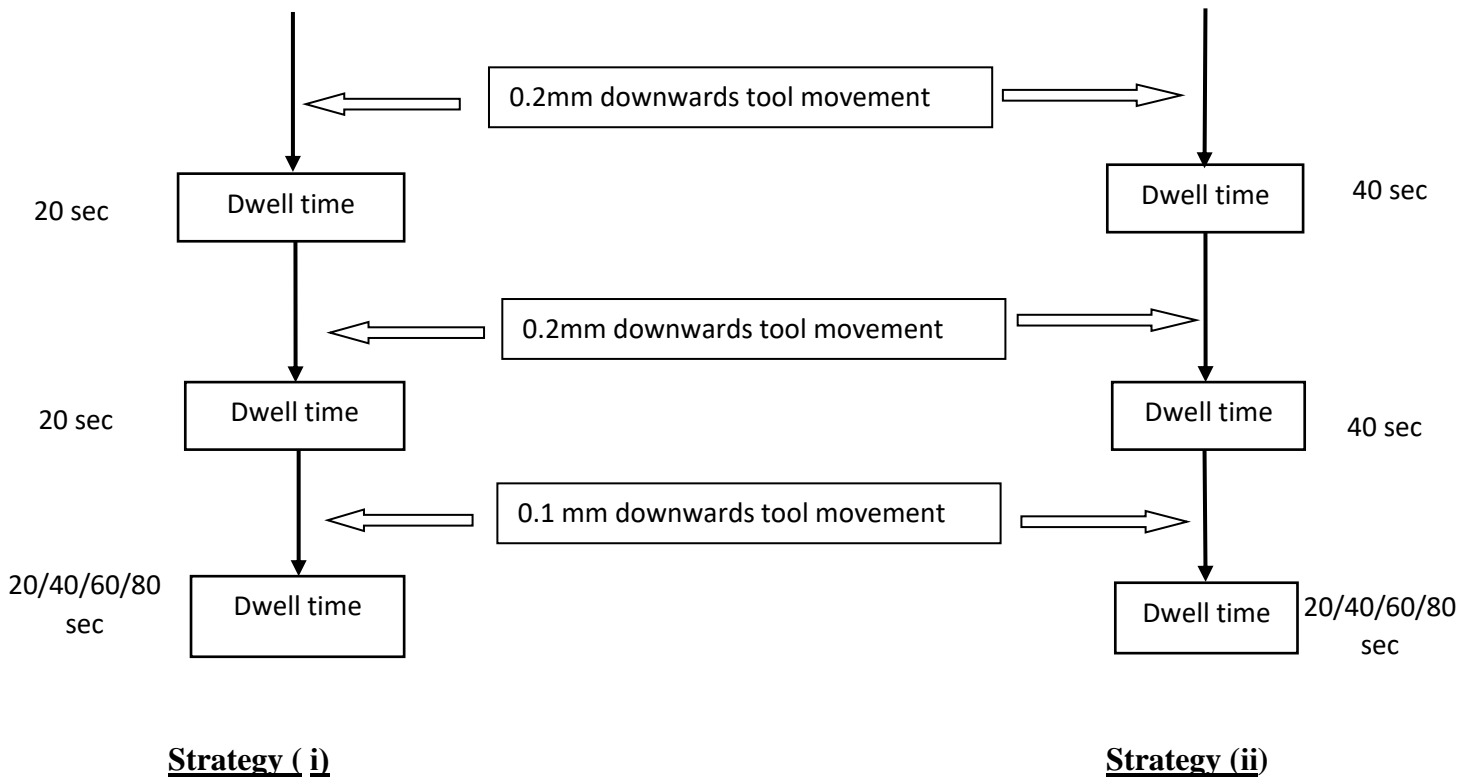 0.2mm downwards tool movement
20 sec
Dwell time
Dwell time
40 sec
0.2mm downwards tool movement
20 sec
Dwell time
Dwell time
40 sec
0.1 mm downwards tool movement
20/40/60/80
sec
Dwell time
Dwell time
20/40/60/80
sec
Strategy ( i)
Strategy (ii)